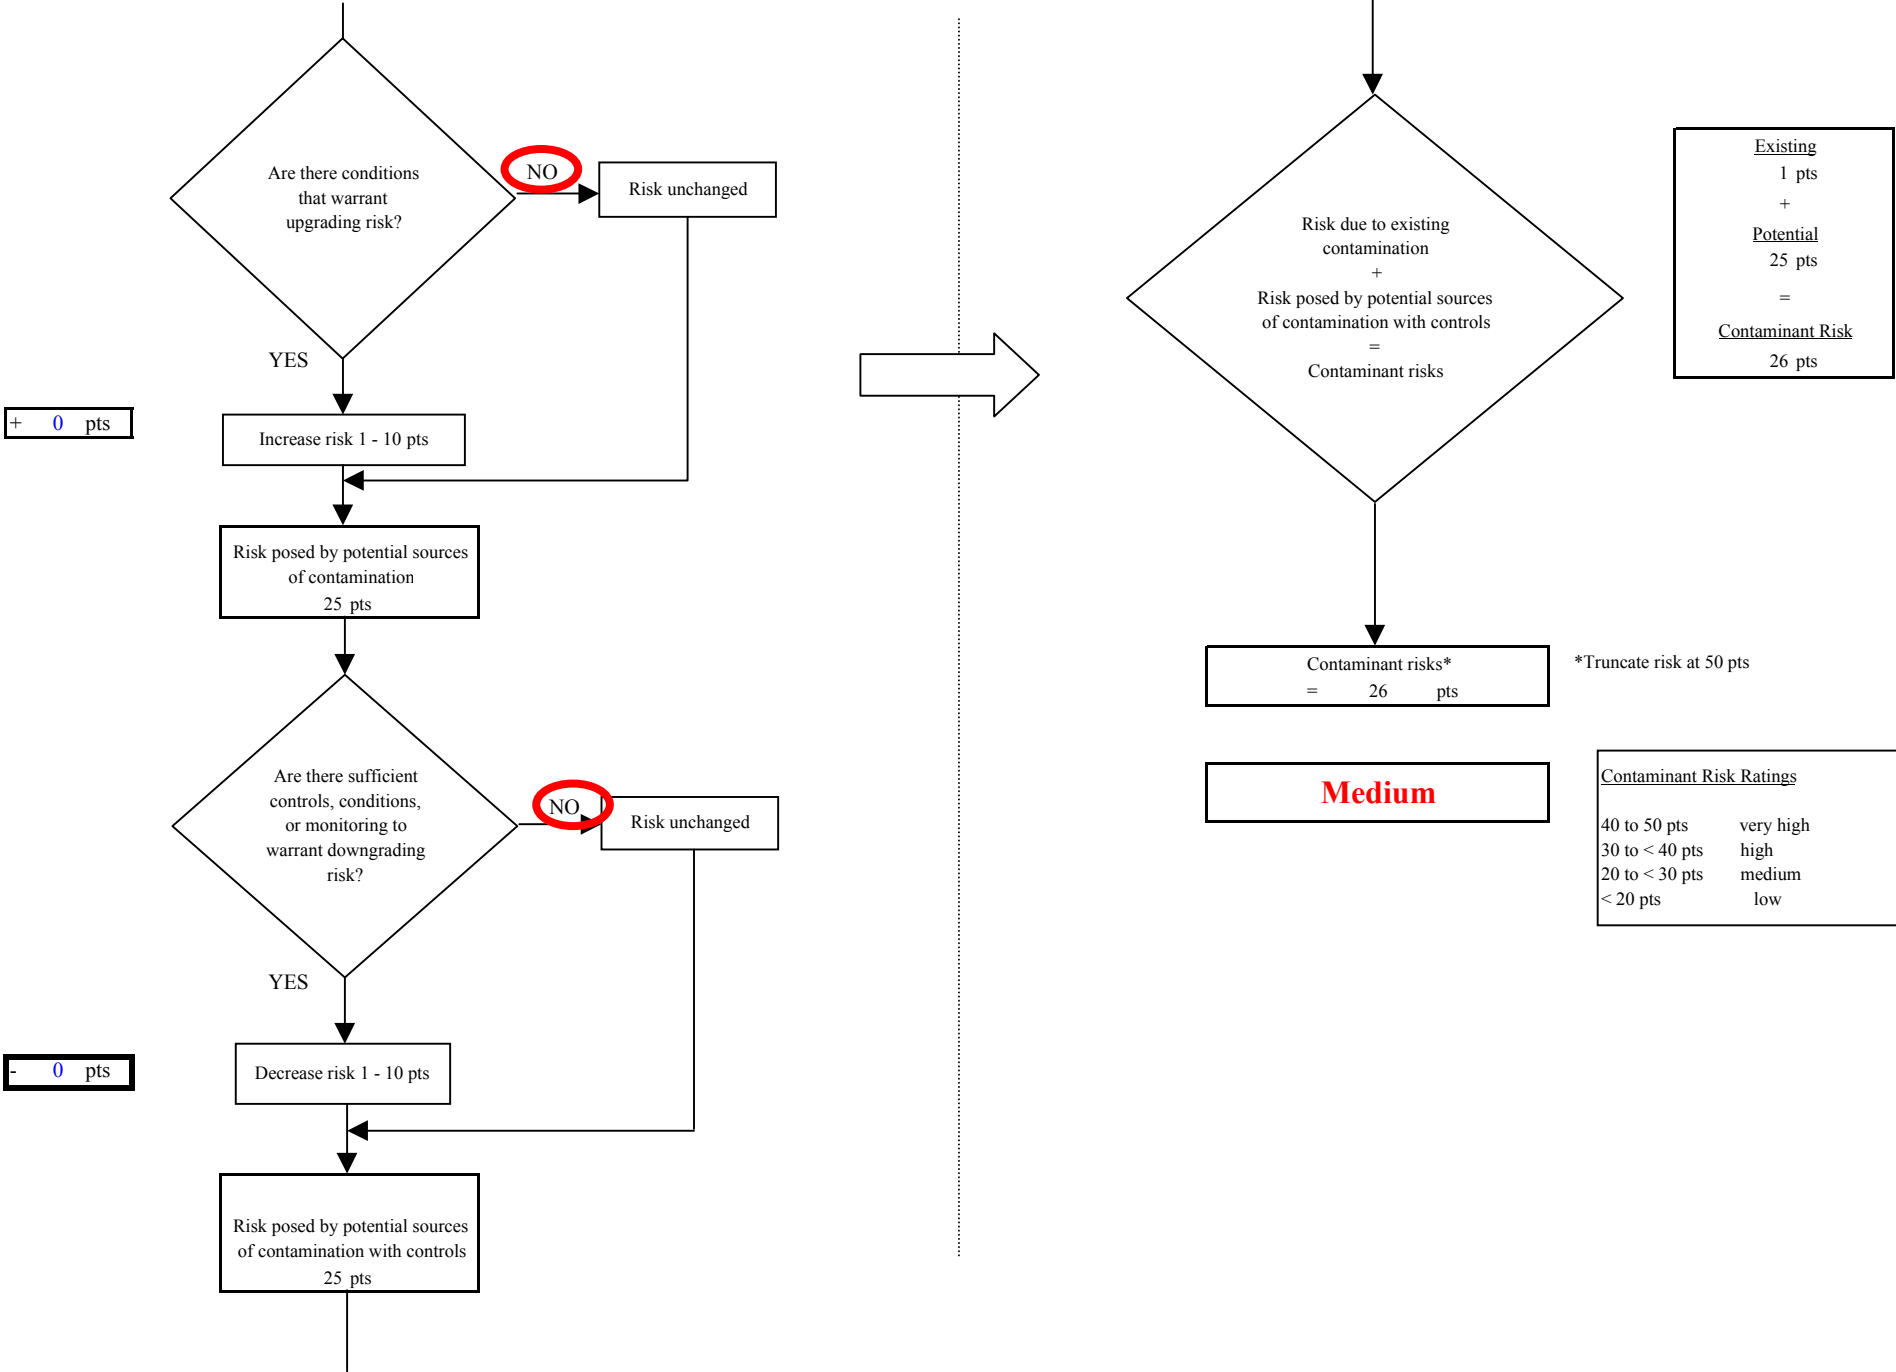 Are there conditions
that warrant
upgrading risk?
NO
Risk unchanged
YES
+ 0 pts
Increase risk 1 - 10 pts
Risk posed by potential sources
of contamination
25 pts
Are there sufficient
controls, conditions,
or monitoring to
warrant downgrading
risk?
NO
Risk unchanged
YES
- 0 pts
Decrease risk 1 - 10 pts
Risk posed by potential sources
of contamination with controls
25 pts
Risk due to existing
contamination
+
Risk posed by potential sources
of contamination with controls
=
Contaminant risks
Existing
1 pts
+
Potential
25 pts
=
Contaminant Risk
26 pts
Contaminant risks*
= 26 pts
*Truncate risk at 50 pts
Medium
Contaminant Risk Ratings
40 to 50 pts very high
30 to < 40 pts high
20 to < 30 pts medium
< 20 pts low